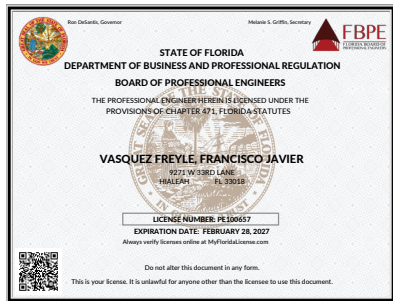 Ron DeSantis, Governor
Melanie S. Griffin, Secretary
FBPE
FLORIDA BOARD OF
PROFESSIONAL ENGINEERS
STATE OF FLORIDA
DEPARTMENT OF BUSINESS AND PROFESSIONAL REGULATION
BOARD OF PROFESSIONAL ENGINEERS
THE PROFESSIONAL ENGINEER HEREIN IS LICENSED UNDER THE
PROVISIONS OF CHAPTER 471, FLORIDA STATUTES
VASQUEZ FREYLE, FRANCISCO JAVIER
9271 W 33RD LANE
HIALEAH FL 33018
LICENSE NUMBER: PE100657
EXPIRATION DATE: FEBRUARY 28, 2027
Always verify licenses online at MyFloridaLicense.com
Do not alter this document in any form.
This is your license. It is unlawful for anyone other than the licensee to use this document.